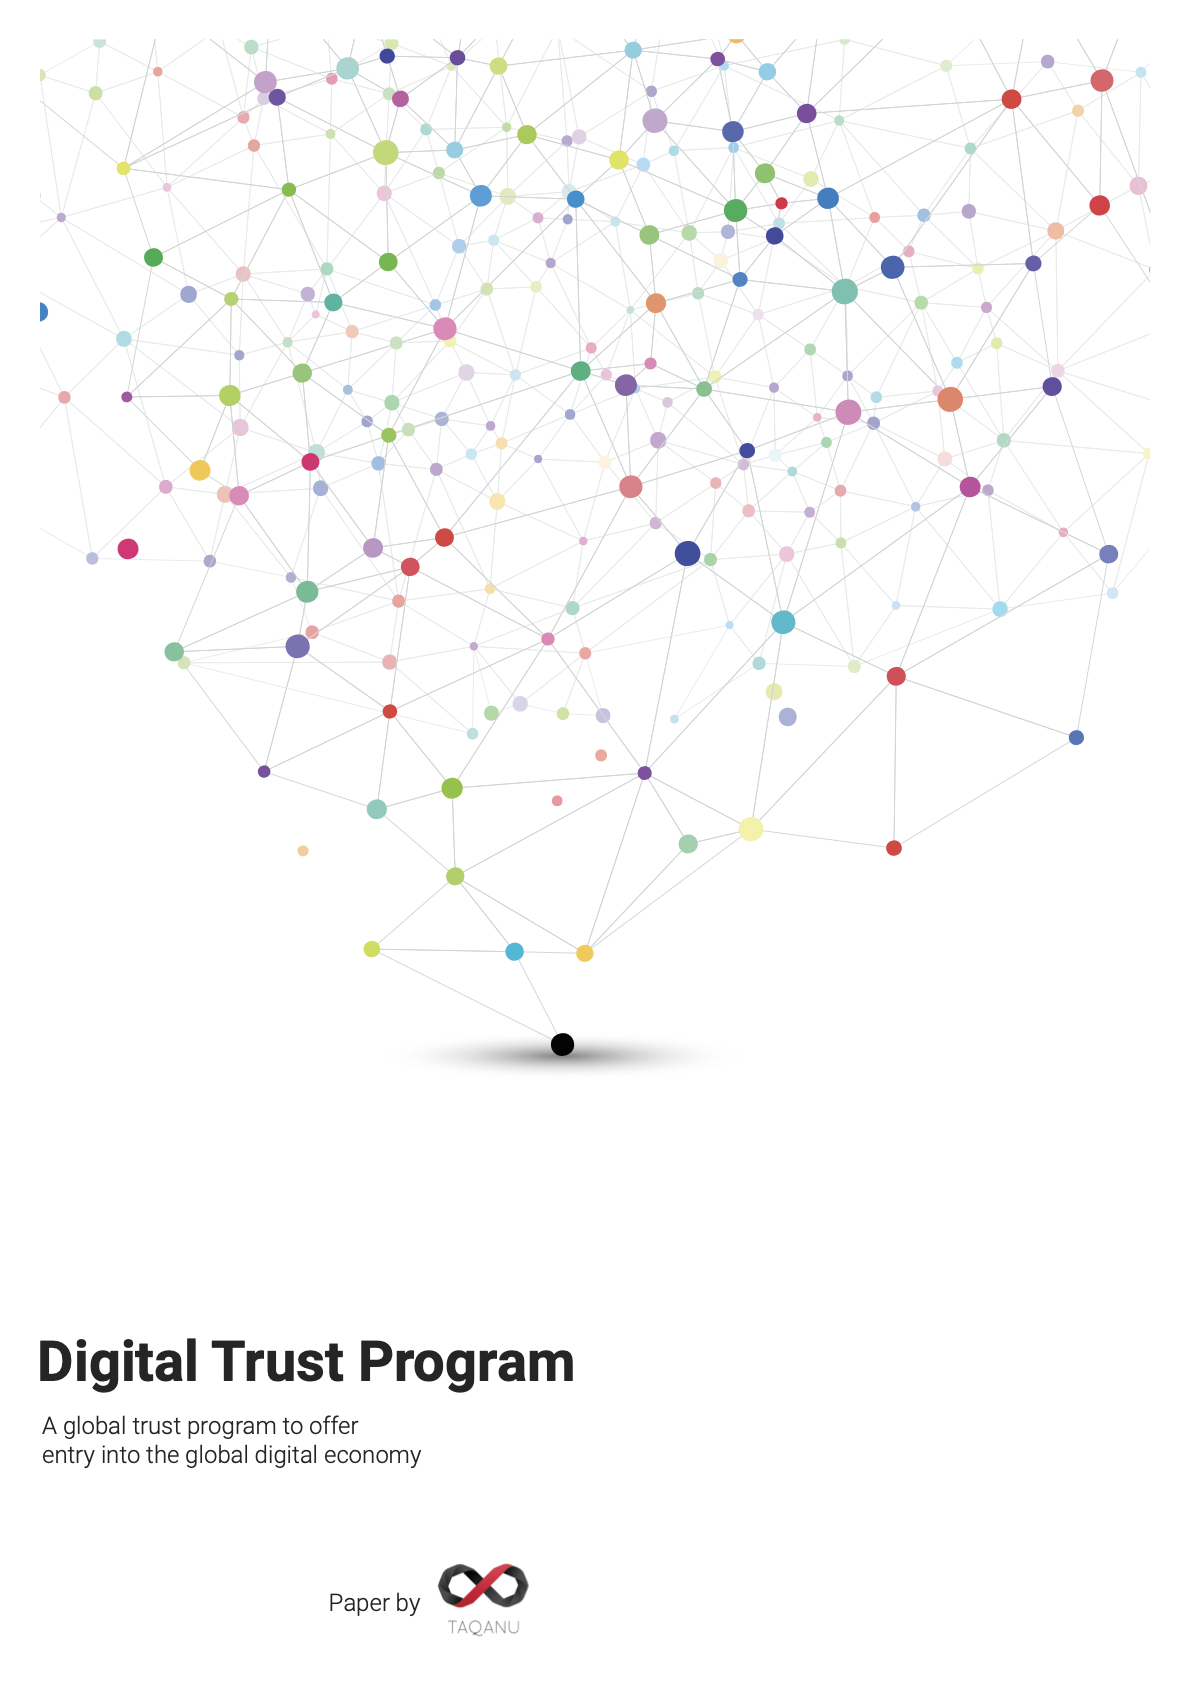 Digital Trust Program
A global trust program to offer
entry into the global digital economy
Paper by
TAQANU